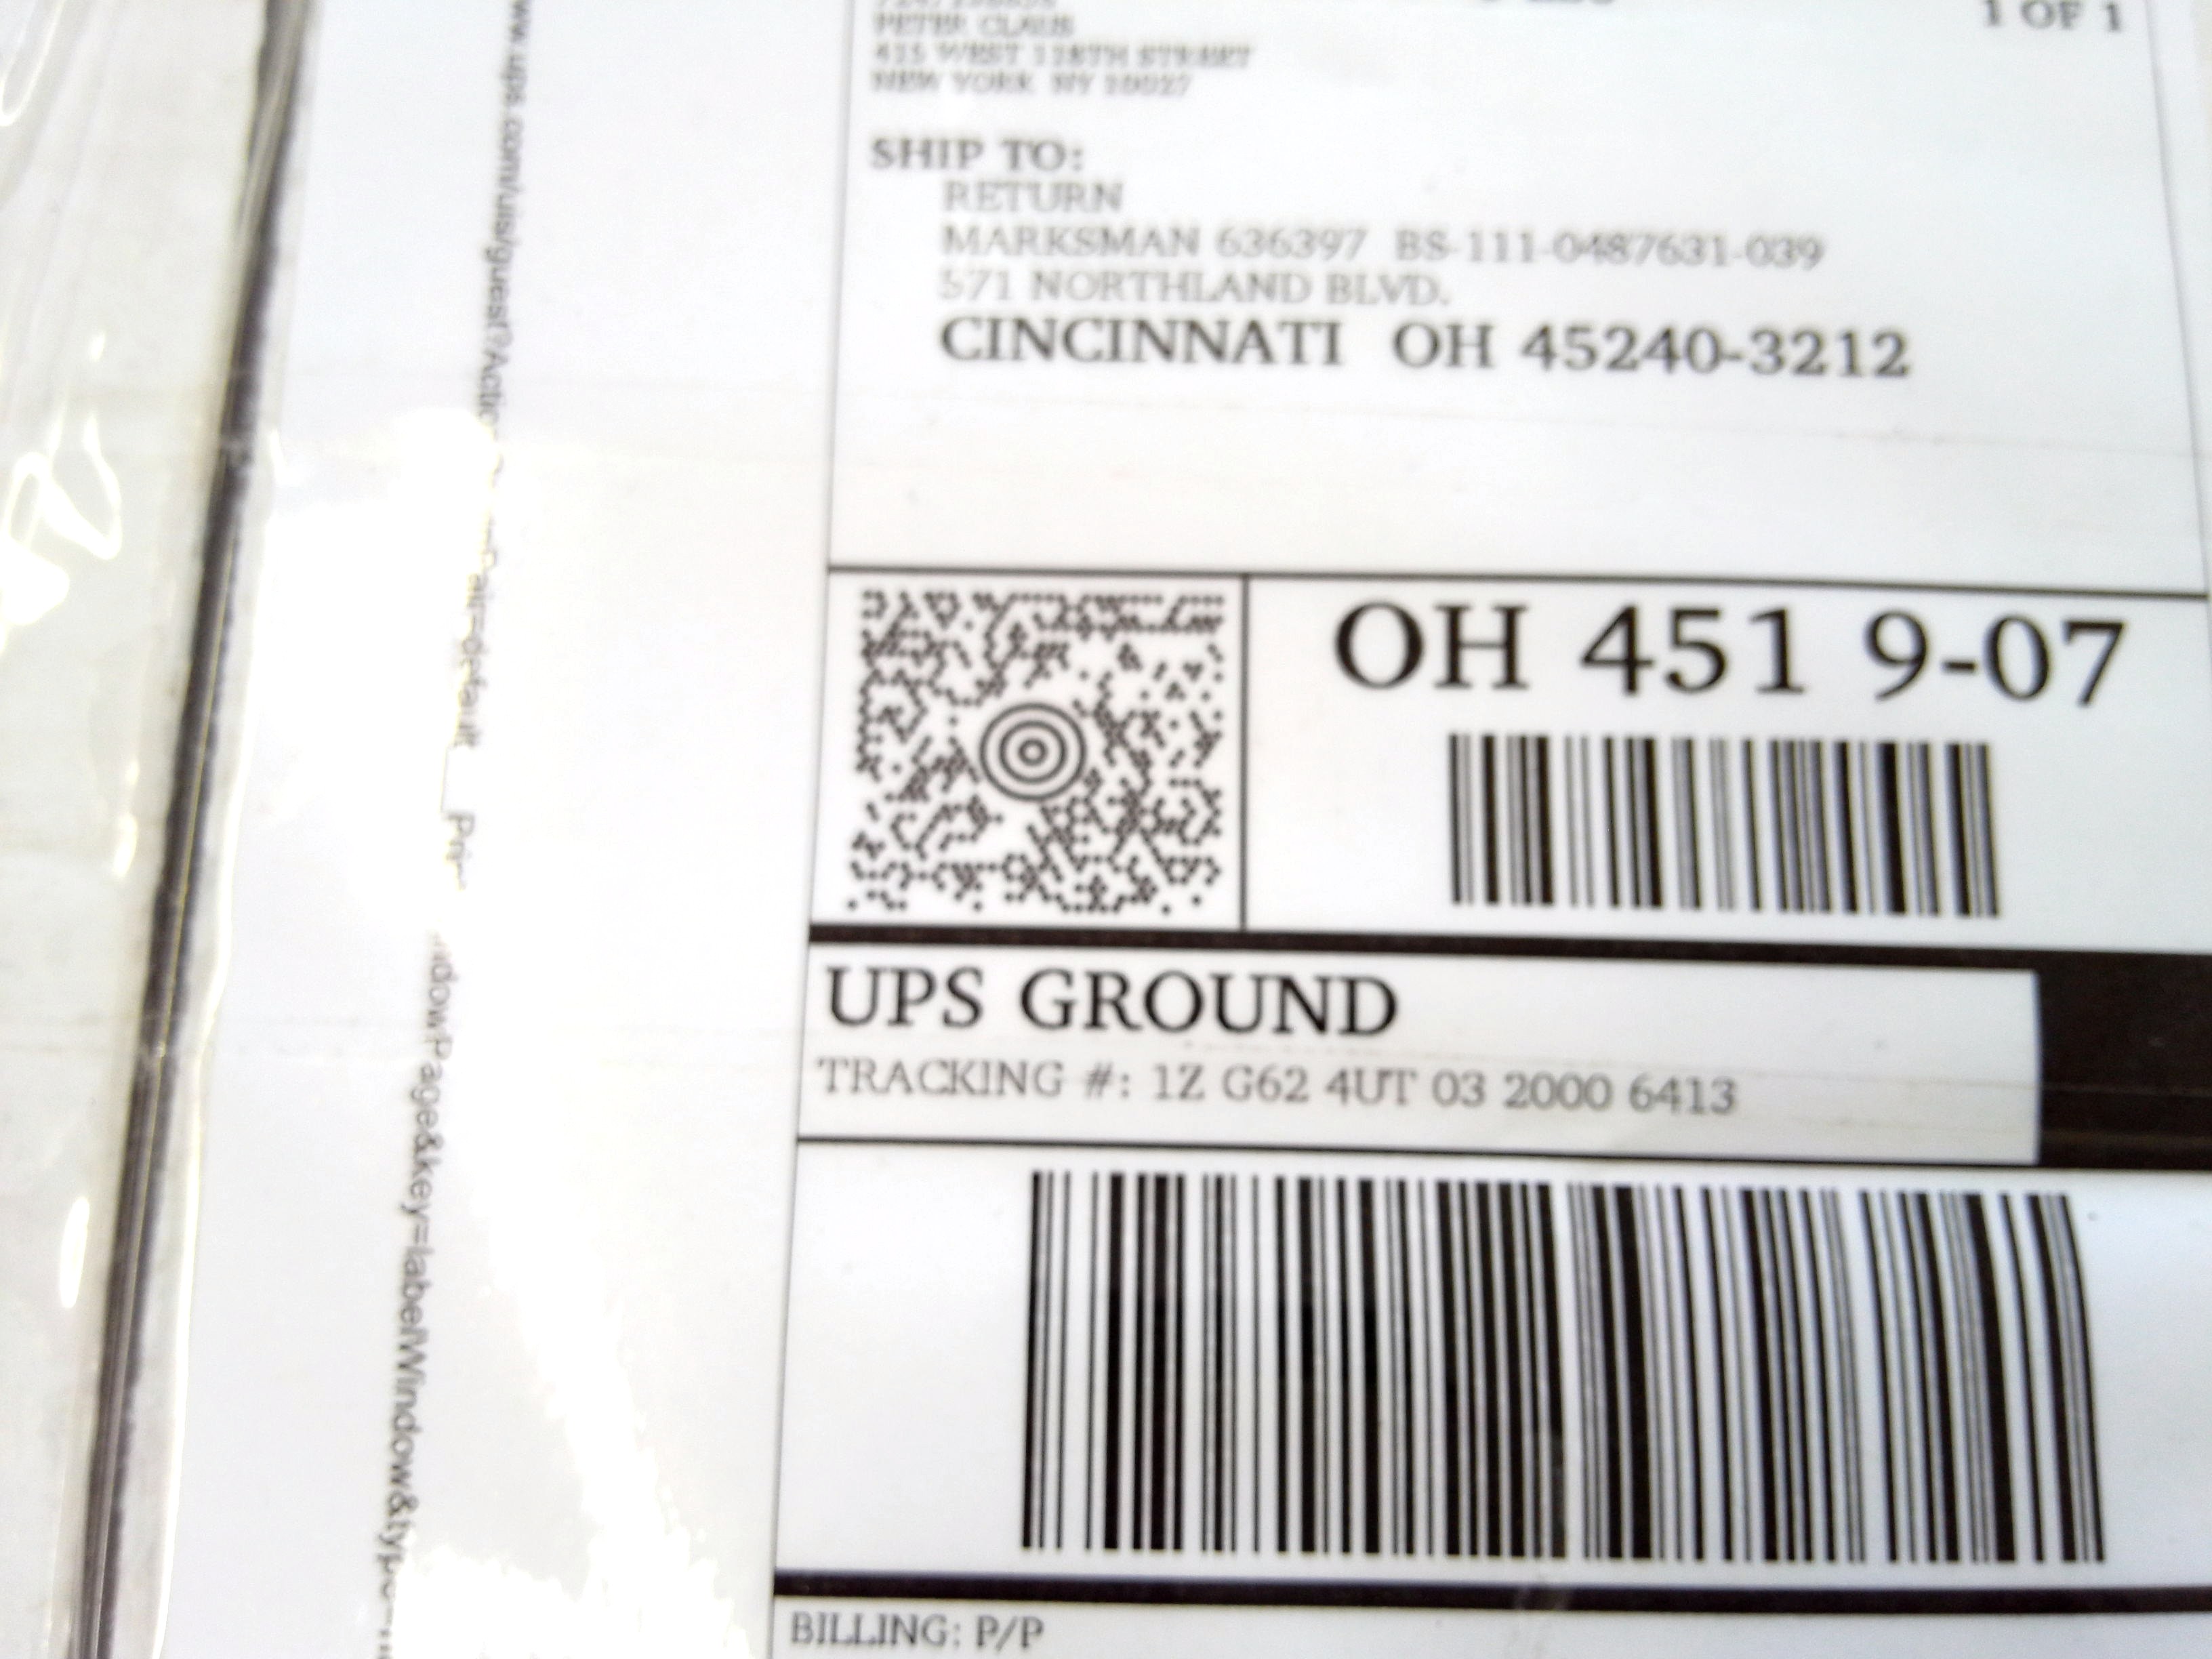 1 OF 1
PETER CLAUS
415 WEST 118TH STREET
NEW YORK NY 10027
SHIP TO:
RETURN
MARKSMAN 636397 BS-111-0487631-039
571 NORTHLAND BLVD.
CINCINNATI OH 45240-3212
OH 451 9-07
UPS GROUND
TRACKING #: 1Z G62 4UT 03 2000 6413
BILLING: P/P